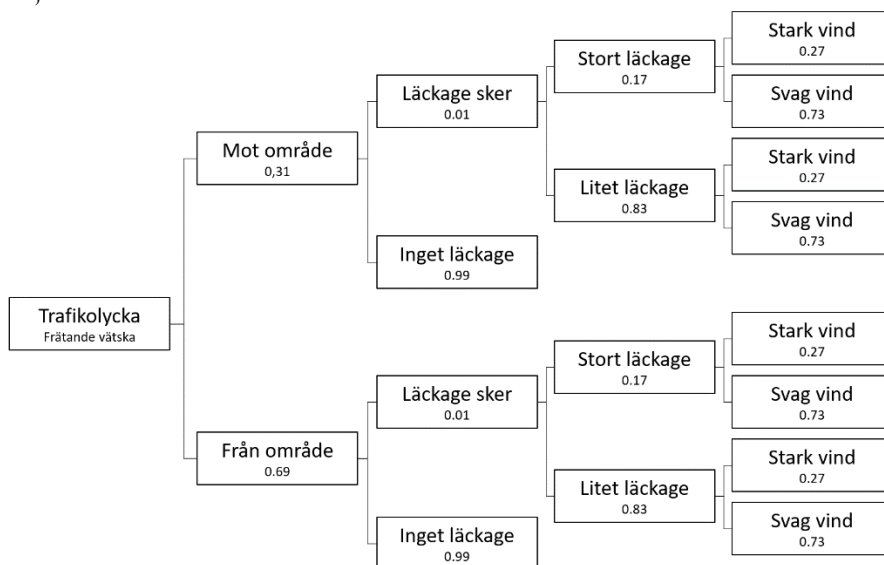 Trafikolycka
Frätande vätska
Mot område
0,31
Läckage sker
0.01
Stort läckage
0.17
Stark vind
0.27
Svag vind
0.73
Litet läckage
0.83
Stark vind
0.27
Svag vind
0.73
Inget läckage
0.99
Från område
0.69
Läckage sker
0.01
Stort läckage
0.17
Stark vind
0.27
Svag vind
0.73
Litet läckage
0.83
Stark vind
0.27
Svag vind
0.73
Inget läckage
0.99